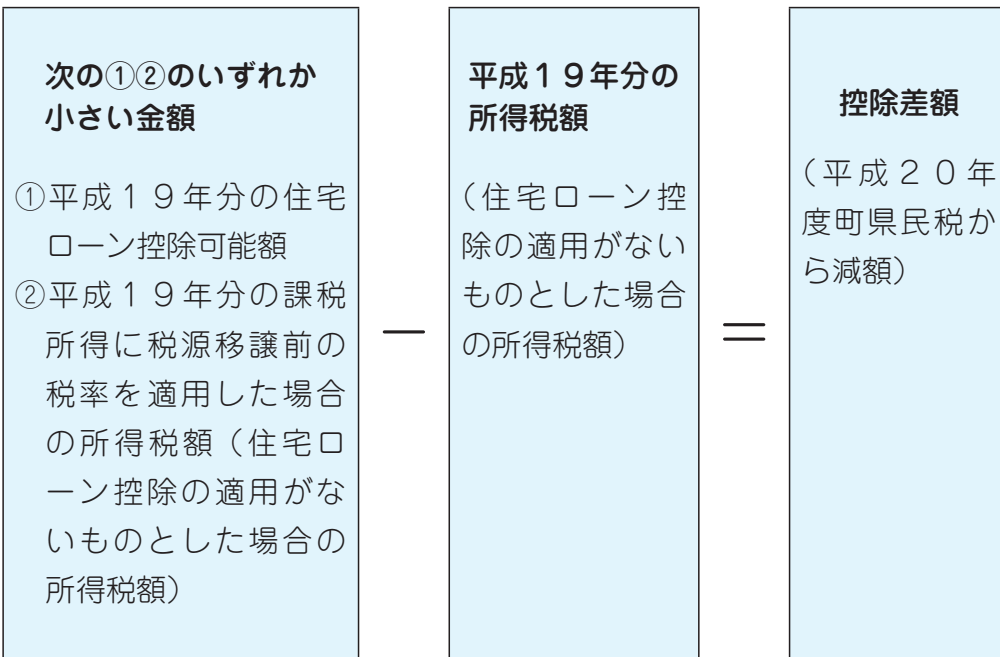 次の①②のいずれか
小さい金額
①平成１９年分の住宅
ローン控除可能額
②平成１９年分の課税
所得に税源移譲前の
税率を適用した場合
の所得税額（住宅ロ
ーン控除の適用がな
いものとした場合の
所得税額）
－
平成１９年分の
所得税額
（住宅ローン控
除の適用がない
ものとした場合
の所得税額）
＝
控除差額
（平成２０年
度町県民税か
ら減額）